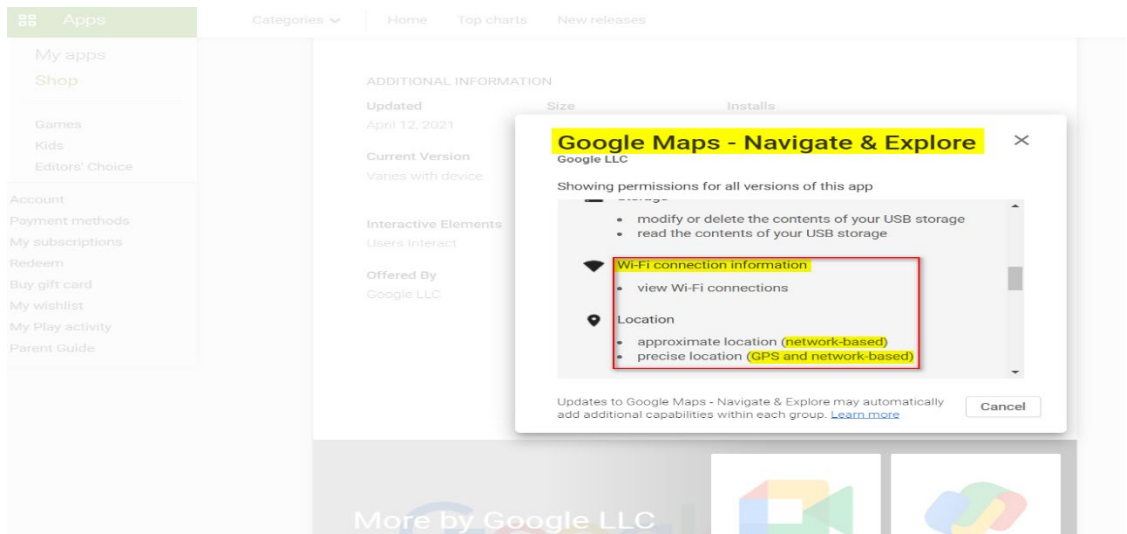 Apps
Categories
Home
Top charts
New releases
My apps
Shop
Games
Kids
Editors' Choice
Account
Payment methods
My subscriptions
Redeem
Buy gift card
My wishlist
My Play activity
Parent Guide
ADDITIONAL INFORMATION
Updated
April 12, 2021
Size
Installs
Current Version
Varies with device
Interactive Elements
Users Interact
Offered By
Google LLC
Google Maps - Navigate & Explore
Google LLC
Showing permissions for all versions of this app
Storage
modify or delete the contents of your USB storage
read the contents of your USB storage
Wi-Fi connection information
view Wi-Fi connections
Location
approximate location (network-based)
precise location (GPS and network-based)
Updates to Google Maps - Navigate & Explore may automatically
add additional capabilities within each group. Learn more
Cancel
More by Google LLC